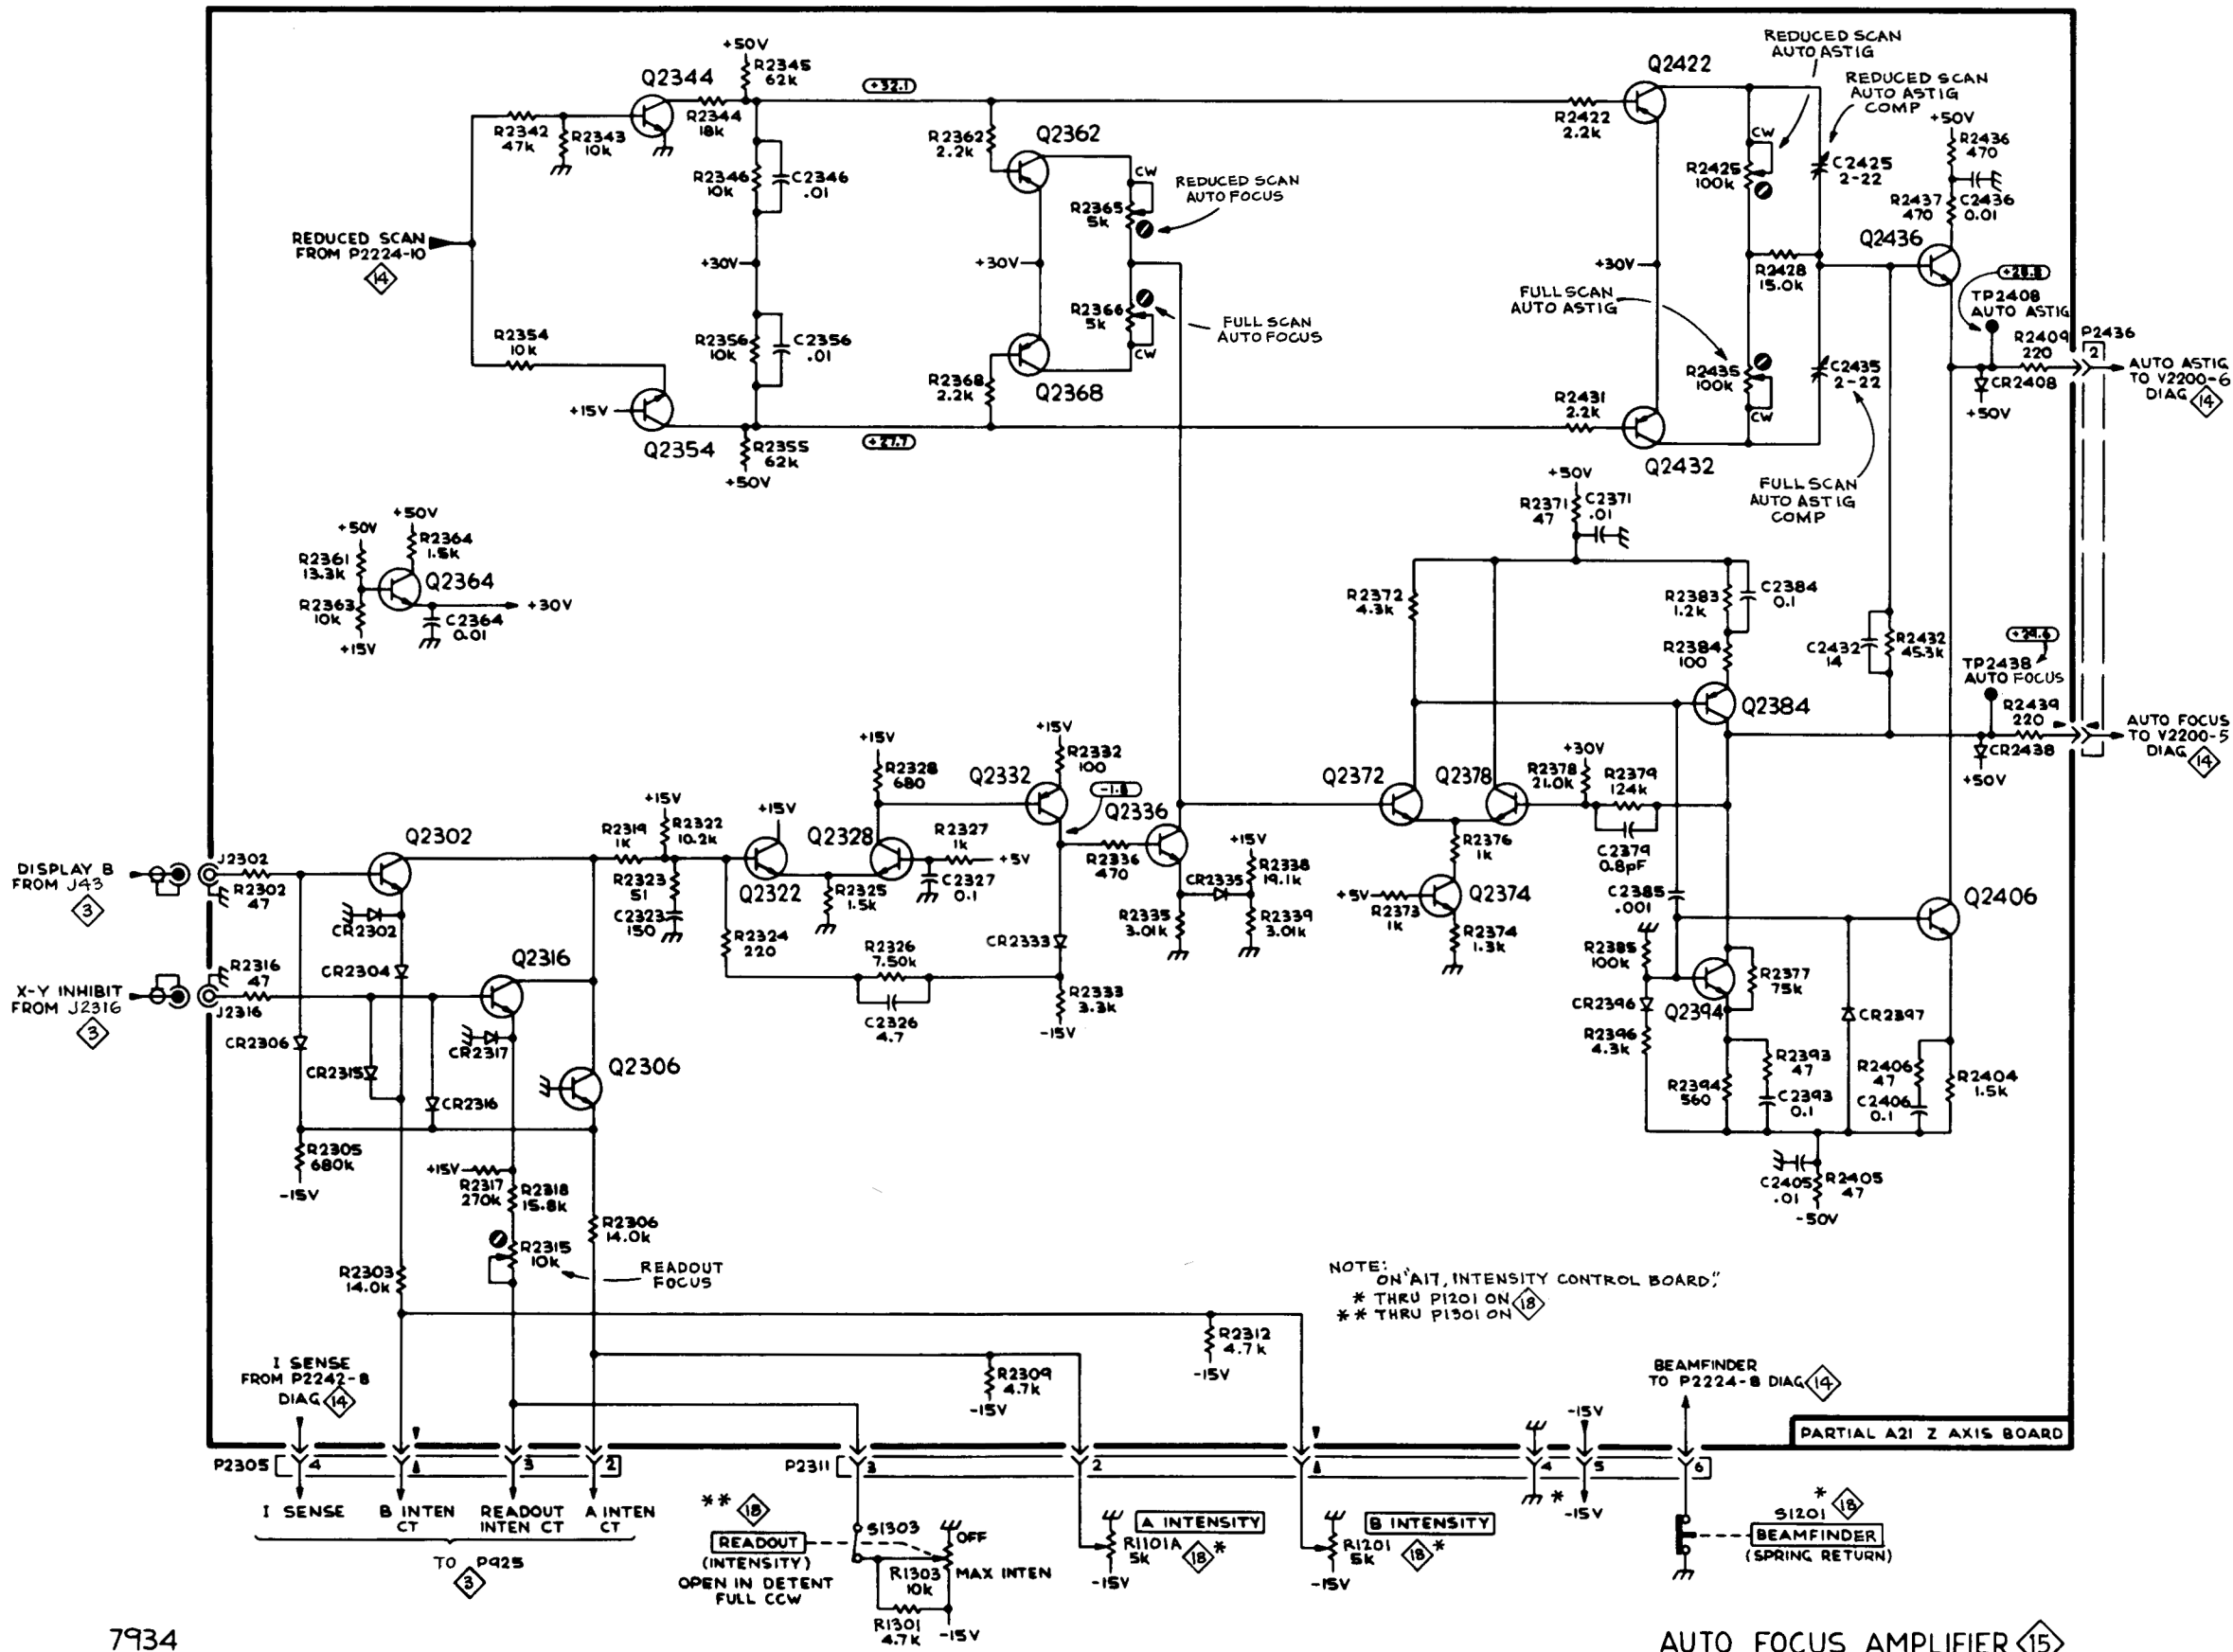 +50V
R2345
62K
Q2344
+32.1
R2342
47K
R2343
10K
R2344
18K
R2346
10K
C2346
.01
REDUCED SCAN
FROM P2224-10
14
+30V
R2354
10K
R2356
10K
C2356
.01
+15V
Q2354
R2355
62K
+50V
+27.7
R2362
2.2K
Q2362
CW
R2365
5K
REDUCED SCAN
AUTO FOCUS
+30V
R2366
5K
FULL SCAN
AUTO FOCUS
CW
R2368
2.2K
Q2368
Q2422
R2422
2.2K
REDUCED SCAN
AUTO ASTIG
REDUCED SCAN
AUTO ASTIG
COMP
CW
R2425
100K
C2425
2-22
+30V
R2428
15.0K
FULL SCAN
AUTO ASTIG
R2435
100K
CW
C2435
2-22
R2431
2.2K
Q2432
FULL SCAN
AUTO ASTIG
COMP
+50V
R2436
470
R2437
470
C2436
0.01
Q2436
+28.8
TP2408
AUTO ASTIG
R2409
220
P2436
2
CR2408
+50V
AUTO ASTIG
TO V2200-6
DIAG 14
+50V
R2361
13.3K
+50V
R2364
1.5K
Q2364
R2363
10K
+15V
C2364
0.01
+30V
+50V
R2371
47
C2371
.01
R2372
4.3K
R2383
1.2K
C2384
0.1
R2384
100
Q2384
C2432
14
R2432
45.3K
+29.6
TP2438
AUTO FOCUS
R2439
220
CR2438
+50V
AUTO FOCUS
TO V2200-5
DIAG 14
DISPLAY B
FROM J43
3
J2302
R2302
47
Q2302
CR2302
CR2304
X-Y INHIBIT
FROM J2316
3
R2316
47
J2316
CR2306
CR2315
CR2316
Q2316
CR2317
Q2306
R2305
680K
-15V
+15V
R2317
270K
R2318
15.8K
R2315
10K
READOUT
FOCUS
R2306
14.0K
R2303
14.0K
R2319
1K
+15V
R2322
10.2K
R2323
51
C2323
150
+15V
Q2322
R2324
220
+15V
R2328
680
Q2328
R2325
1.5K
R2327
1K
+5V
C2327
0.1
R2326
7.50K
C2326
4.7
+15V
R2332
100
Q2332
-1.8
CR2333
R2333
3.3K
-15V
Q2336
R2336
470
CR2335
+15V
R2338
19.1K
R2335
3.01K
R2339
3.01K
Q2372
Q2378
R2376
1K
+5V
R2373
1K
Q2374
R2374
1.3K
+30V
R2378
21.0K
R2379
124K
C2379
0.8pF
C2385
.001
R2385
100K
CR2396
R2396
4.3K
Q2394
R2377
75K
R2394
560
R2393
47
C2393
0.1
CR2397
Q2406
R2406
47
C2406
0.1
R2404
1.5K
C2405
.01
R2405
47
-50V
NOTE:
ON "A17, INTENSITY CONTROL BOARD,"
* THRU P1201 ON 18
** THRU P1301 ON 18
R2312
4.7K
-15V
R2309
4.7K
-15V
I SENSE
FROM P2242-8
DIAG 14
BEAMFINDER
TO P2224-8 DIAG 14
-15V
PARTIAL A21 Z AXIS BOARD
P2305
4
3
2
P2311
3
2
4
5
6
I SENSE
B INTEN
CT
READOUT
INTEN CT
A INTEN
CT
TO P925
3
** 18
READOUT
(INTENSITY)
OPEN IN DETENT
FULL CCW
S1303
OFF
R1303
10K
MAX INTEN
R1301
4.7K
-15V
A INTENSITY
R1101A
5K
18 *
-15V
B INTENSITY
R1201
5K
18 *
-15V
*
-15V
* 18
S1201
BEAMFINDER
(SPRING RETURN)
7934
AUTO FOCUS AMPLIFIER 15